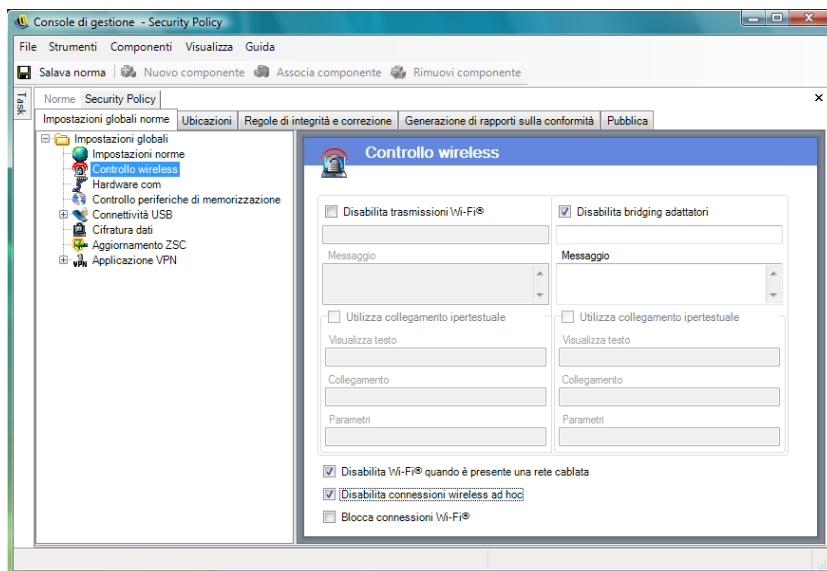 Console di gestione - Security Policy
File Strumenti Componenti Visualizza Guida
Salava norma Nuovo componente Associa componente Rimuovi componente
Task
Norme Security Policy
Impostazioni globali norme Ubicazioni Regole di integrità e correzione Generazione di rapporti sulla conformità Pubblica
Impostazioni globali
Impostazioni norme
Controllo wireless
Hardware com
Controllo periferiche di memorizzazione
Connettività USB
Cifratura dati
Aggiornamento ZSC
VPN Applicazione VPN
Controllo wireless
Disabilita trasmissioni Wi-Fi® Disabilita bridging adattatori
Messaggio Messaggio
Utilizza collegamento ipertestuale Utilizza collegamento ipertestuale
Visualizza testo Visualizza testo
Collegamento Collegamento
Parametri Parametri
Disabilita Wi-Fi® quando è presente una rete cablata
Disabilita connessioni wireless ad hoc
Blocca connessioni Wi-Fi®